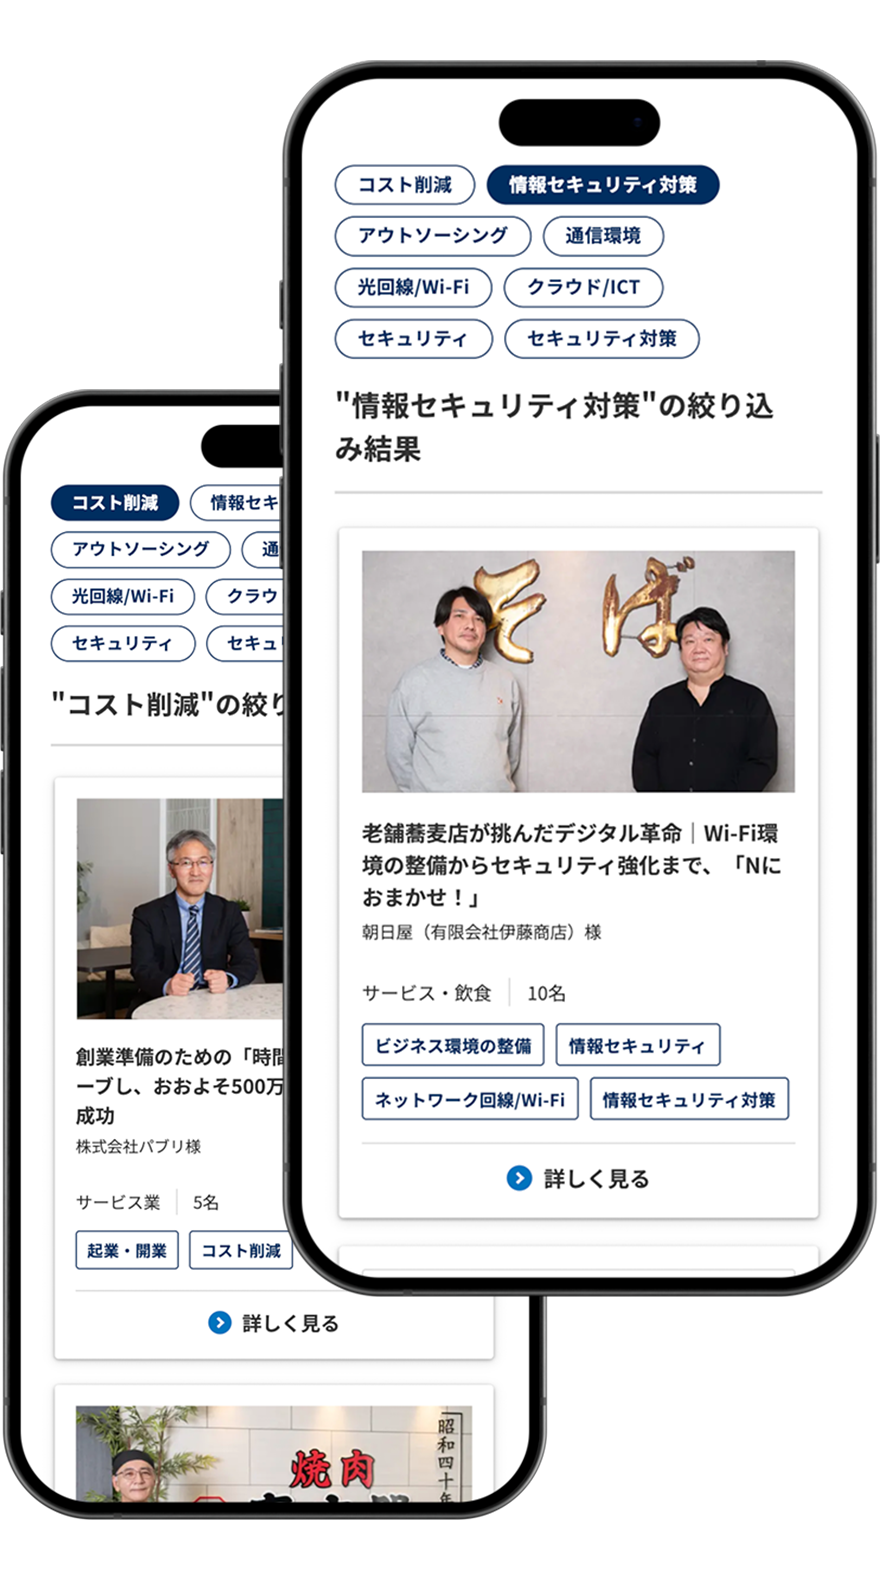 コスト削減
情報セキュリティ対策
アウトソーシング
通信環境
光回線/Wi-Fi
クラウド/ICT
セキュリティ
セキュリティ対策
"情報セキュリティ対策"の絞り込
み結果
そば
老舗蕎麦店が挑んだデジタル革命｜Wi-Fi環
境の整備からセキュリティ強化まで、「Nに
おまかせ！」
朝日屋（有限会社伊藤商店）様
サービス・飲食
10名
ビジネス環境の整備
情報セキュリティ
ネットワーク回線/Wi-Fi
情報セキュリティ対策
詳しく見る
コスト削減
情報セキ
アウトソーシング
通
光回線/Wi-Fi
クラウ
セキュリティ
セキュ
"コスト削減"の絞り
創業準備のための「時間
ーブし、おおよそ500万
成功
株式会社パブリ様
サービス業
5名
起業・開業
コスト削減
詳しく見る
焼肉
昭和四十年